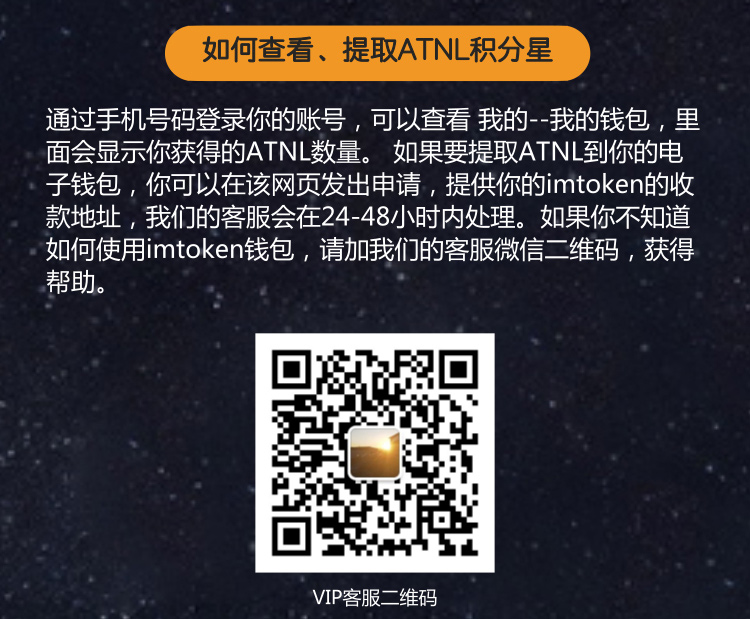 如何查看、提取ATNL积分星
通过手机号码登录你的账号，可以查看 我的--我的钱包，里
面会显示你获得的ATNL数量。 如果要提取ATNL到你的电
子钱包，你可以在该网页发出申请，提供你的imtoken的收
款地址，我们的客服会在24-48小时内处理。如果你不知道
如何使用imtoken钱包，请加我们的客服微信二维码，获得
帮助。
VIP客服二维码